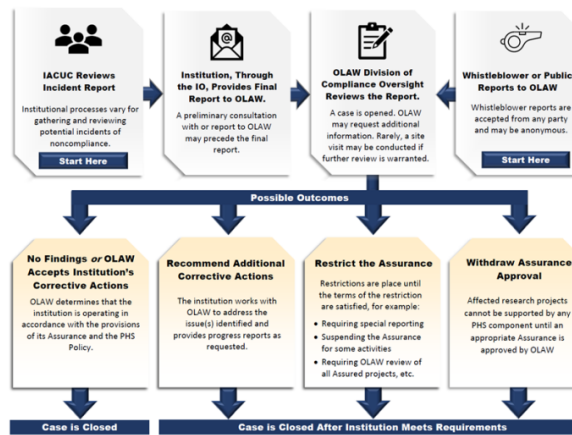 IACUC Reviews
Incident Report
Institutional processes vary for
gathering and reviewing
potential incidents of
noncompliance.
Start Here
Institution, Through
the IO, Provides Final
Report to OLAW.
A preliminary consultation
with or report to OLAW
may precede the final
report.
OLAW Division of
Compliance Oversight
Reviews the Report.
A case is opened. OLAW
may request additional
information. Rarely, a site
visit may be conducted if
further review is warranted.
Whistleblower or Public
Reports to OLAW
Whistleblower reports are
accepted from any party
and may be anonymous.
Start Here
Possible Outcomes
No Findings or OLAW
Accepts Institution's
Corrective Actions
OLAW determines that the
institution is operating in
accordance with the provisions
of its Assurance and the PHS
Policy.
Recommend Additional
Corrective Actions
The institution works with
OLAW to address the
issue(s) identified and
provides progress reports as
requested.
Restrict the Assurance
Restrictions are place until
the terms of the restriction
are satisfied, for example:
• Requiring special reporting
• Suspending the Assurance
for some activities
• Requiring OLAW review of
all Assured projects, etc.
Withdraw Assurance
Approval
Affected research projects
cannot be supported by any
PHS component until an
appropriate Assurance is
approved by OLAW
Case is Closed
Case is Closed After Institution Meets Requirements